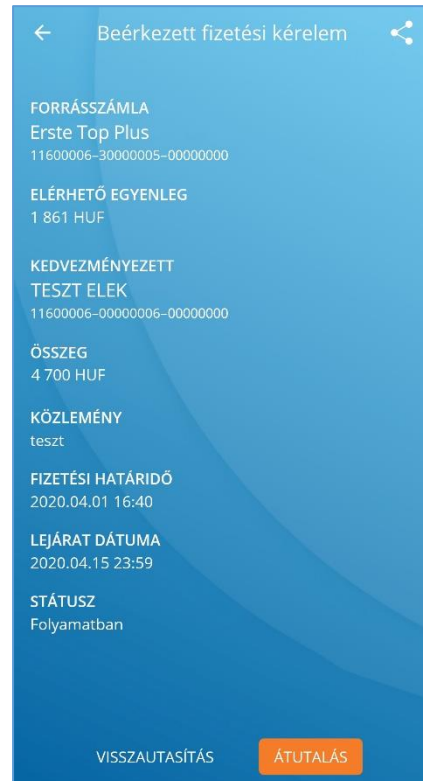 Beérkezett fizetési kérelem
FORRÁSSZÁMLA
Erste Top Plus
11600006-30000005-00000000
ELÉRHETŐ EGYENLEG
1 861 HUF
KEDVEZMÉNYEZETT
TESZT ELEK
11600006-00000006-00000000
ÖSSZEG
4 700 HUF
KÖZLEMÉNY
teszt
FIZETÉSI HATÁRIDŐ
2020.04.01 16:40
LEJÁRAT DÁTUMA
2020.04.15 23:59
STÁTUSZ
Folyamatban
VISSZAUTASÍTÁS ÁTUTALÁS